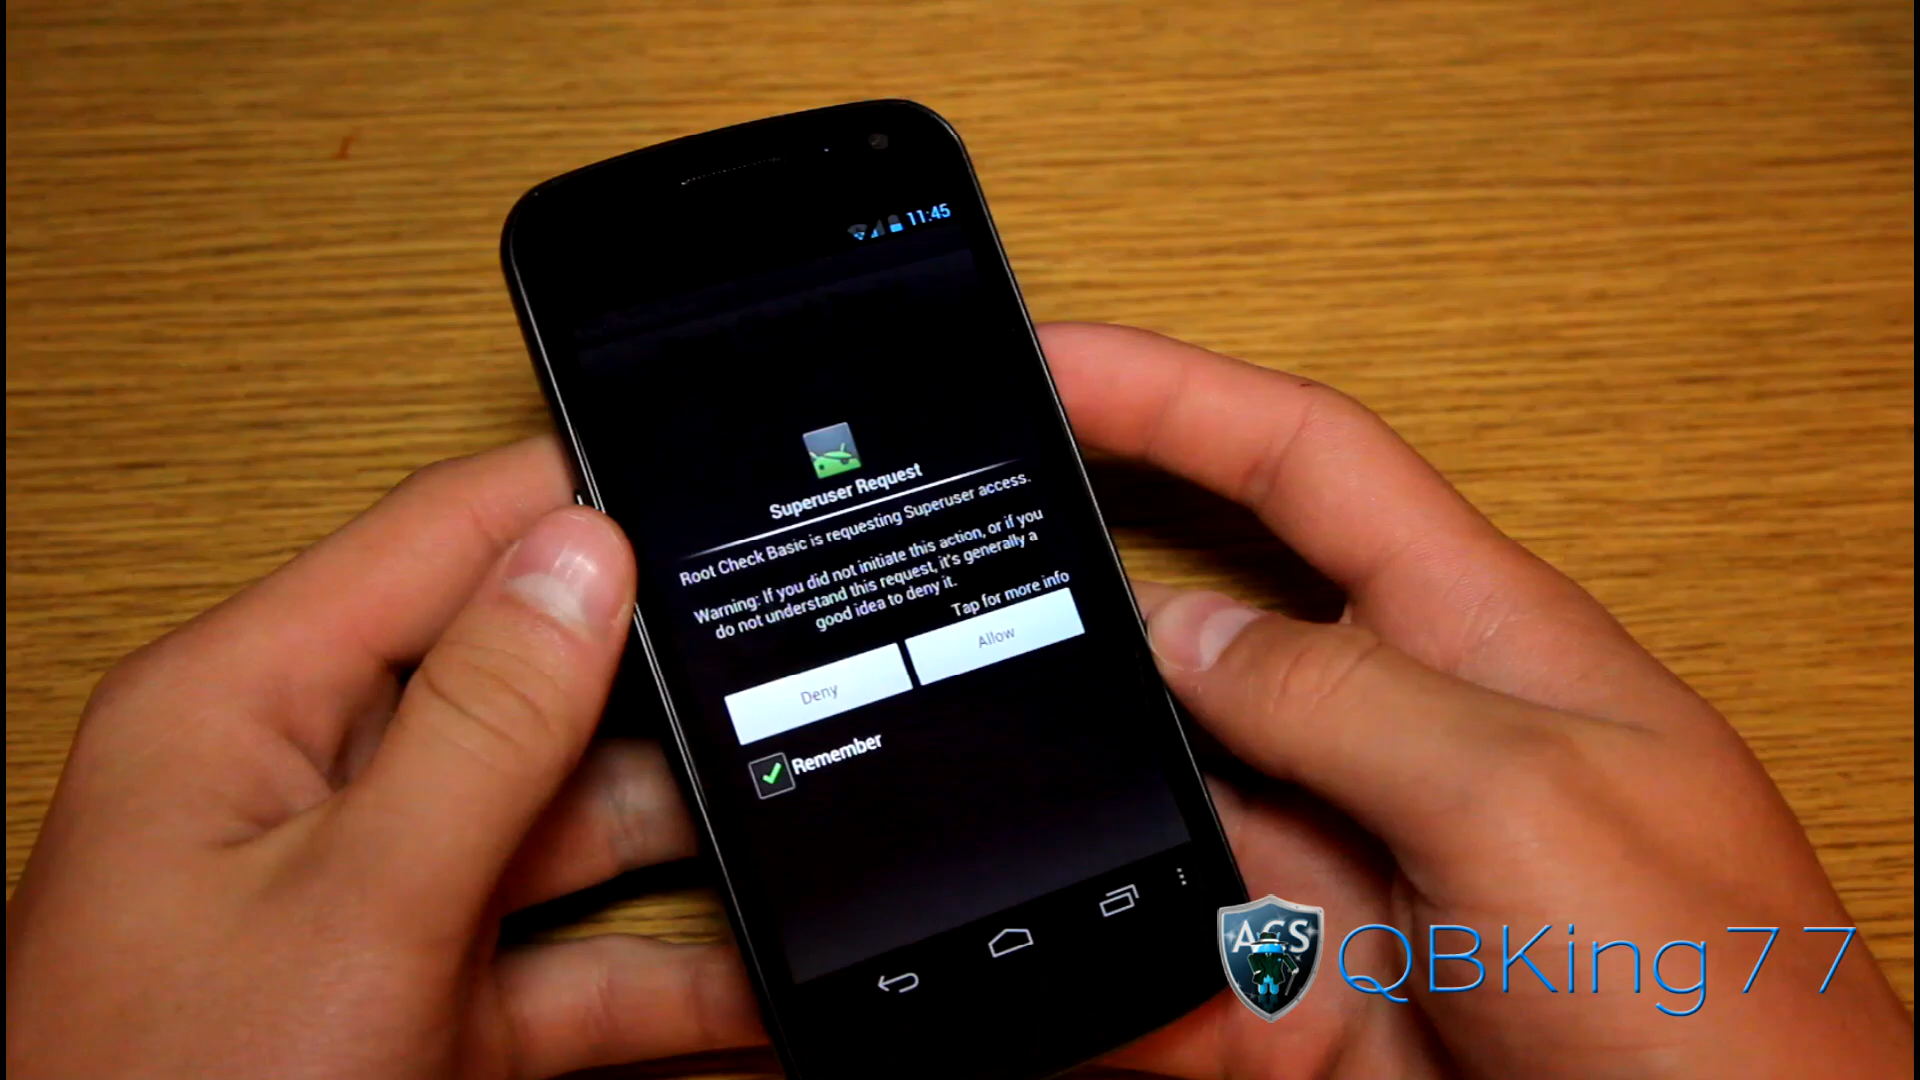 11:45
Superuser Request
Root Check Basic is requesting Superuser access.
Warning: If you did not initiate this action, or if you
do not understand this request, it's generally a
good idea to deny it.
Tap for more info
Deny
Allow
Remember
ACS
QBKing77